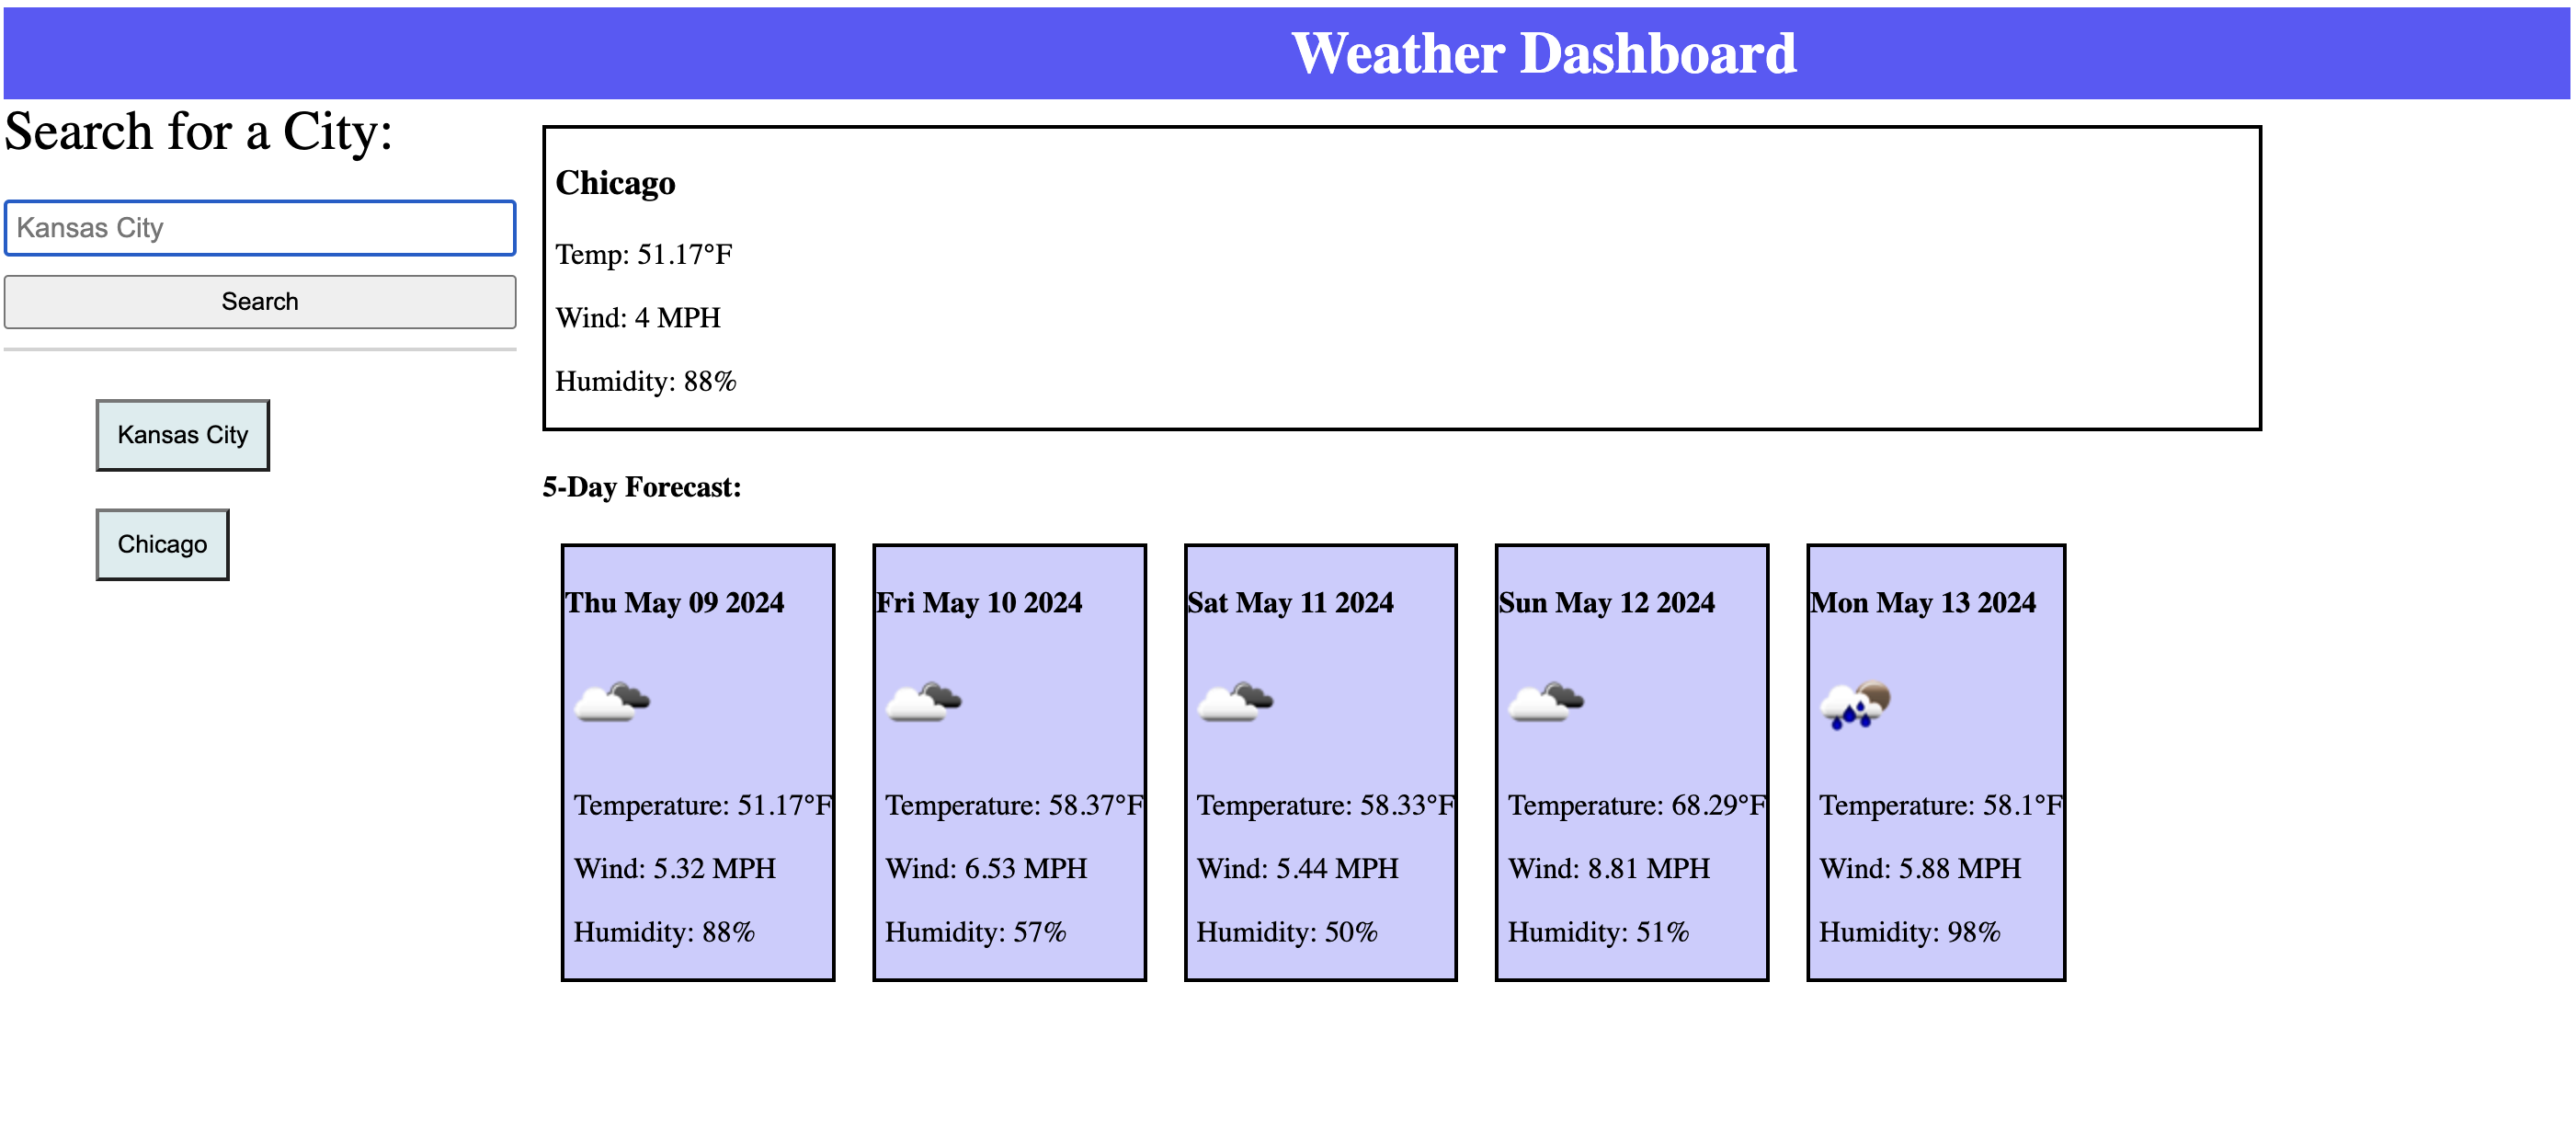 Weather Dashboard
Search for a City:
Kansas City
Search
Kansas City
Chicago
Chicago
Temp: 51.17°F
Wind: 4 MPH
Humidity: 88%
5-Day Forecast:
Thu May 09 2024
Temperature: 51.17°F
Wind: 5.32 MPH
Humidity: 88%
Fri May 10 2024
Temperature: 58.37°F
Wind: 6.53 MPH
Humidity: 57%
Sat May 11 2024
Temperature: 58.33°F
Wind: 5.44 MPH
Humidity: 50%
Sun May 12 2024
Temperature: 68.29°F
Wind: 8.81 MPH
Humidity: 51%
Mon May 13 2024
Temperature: 58.1°F
Wind: 5.88 MPH
Humidity: 98%